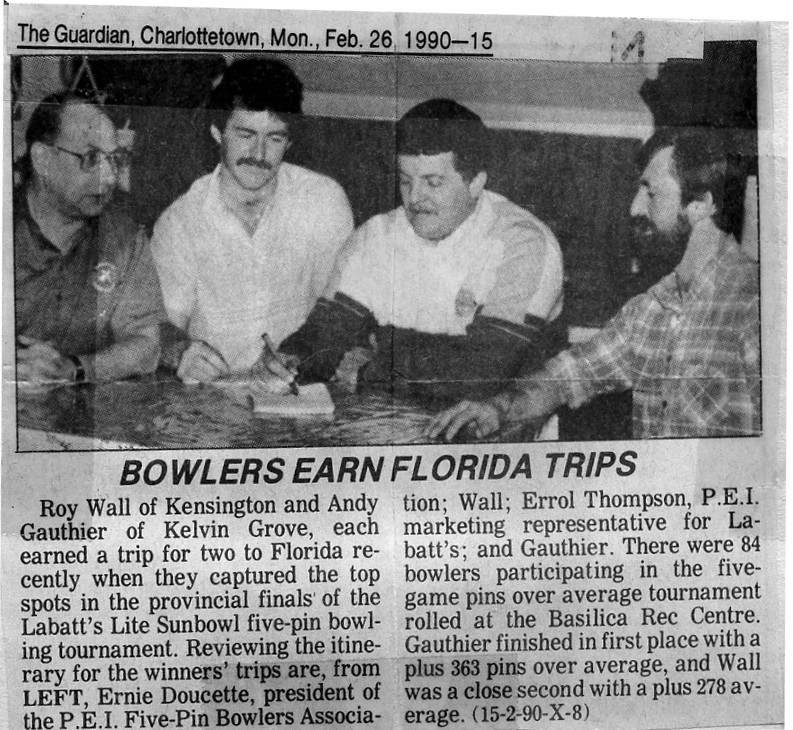 The Guardian, Charlottetown, Mon., Feb. 26, 1990—15
BOWLERS EARN FLORIDA TRIPS
Roy Wall of Kensington and Andy
Gauthier of Kelvin Grove, each
earned a trip for two to Florida re-
cently when they captured the top
spots in the provincial finals of the
Labatt's Lite Sunbowl five-pin bowl-
ing tournament. Reviewing the itine-
rary for the winners' trips are, from
LEFT, Ernie Doucette, president of
the P.E.I. Five-Pin Bowlers Associa-
tion; Wall; Errol Thompson, P.E.I.
marketing representative for La-
batt's; and Gauthier. There were 84
bowlers participating in the five-
game pins over average tournament
rolled at the Basilica Rec Centre.
Gauthier finished in first place with a
plus 363 pins over average, and Wall
was a close second with a plus 278 av-
erage. (15-2-90-X-8)